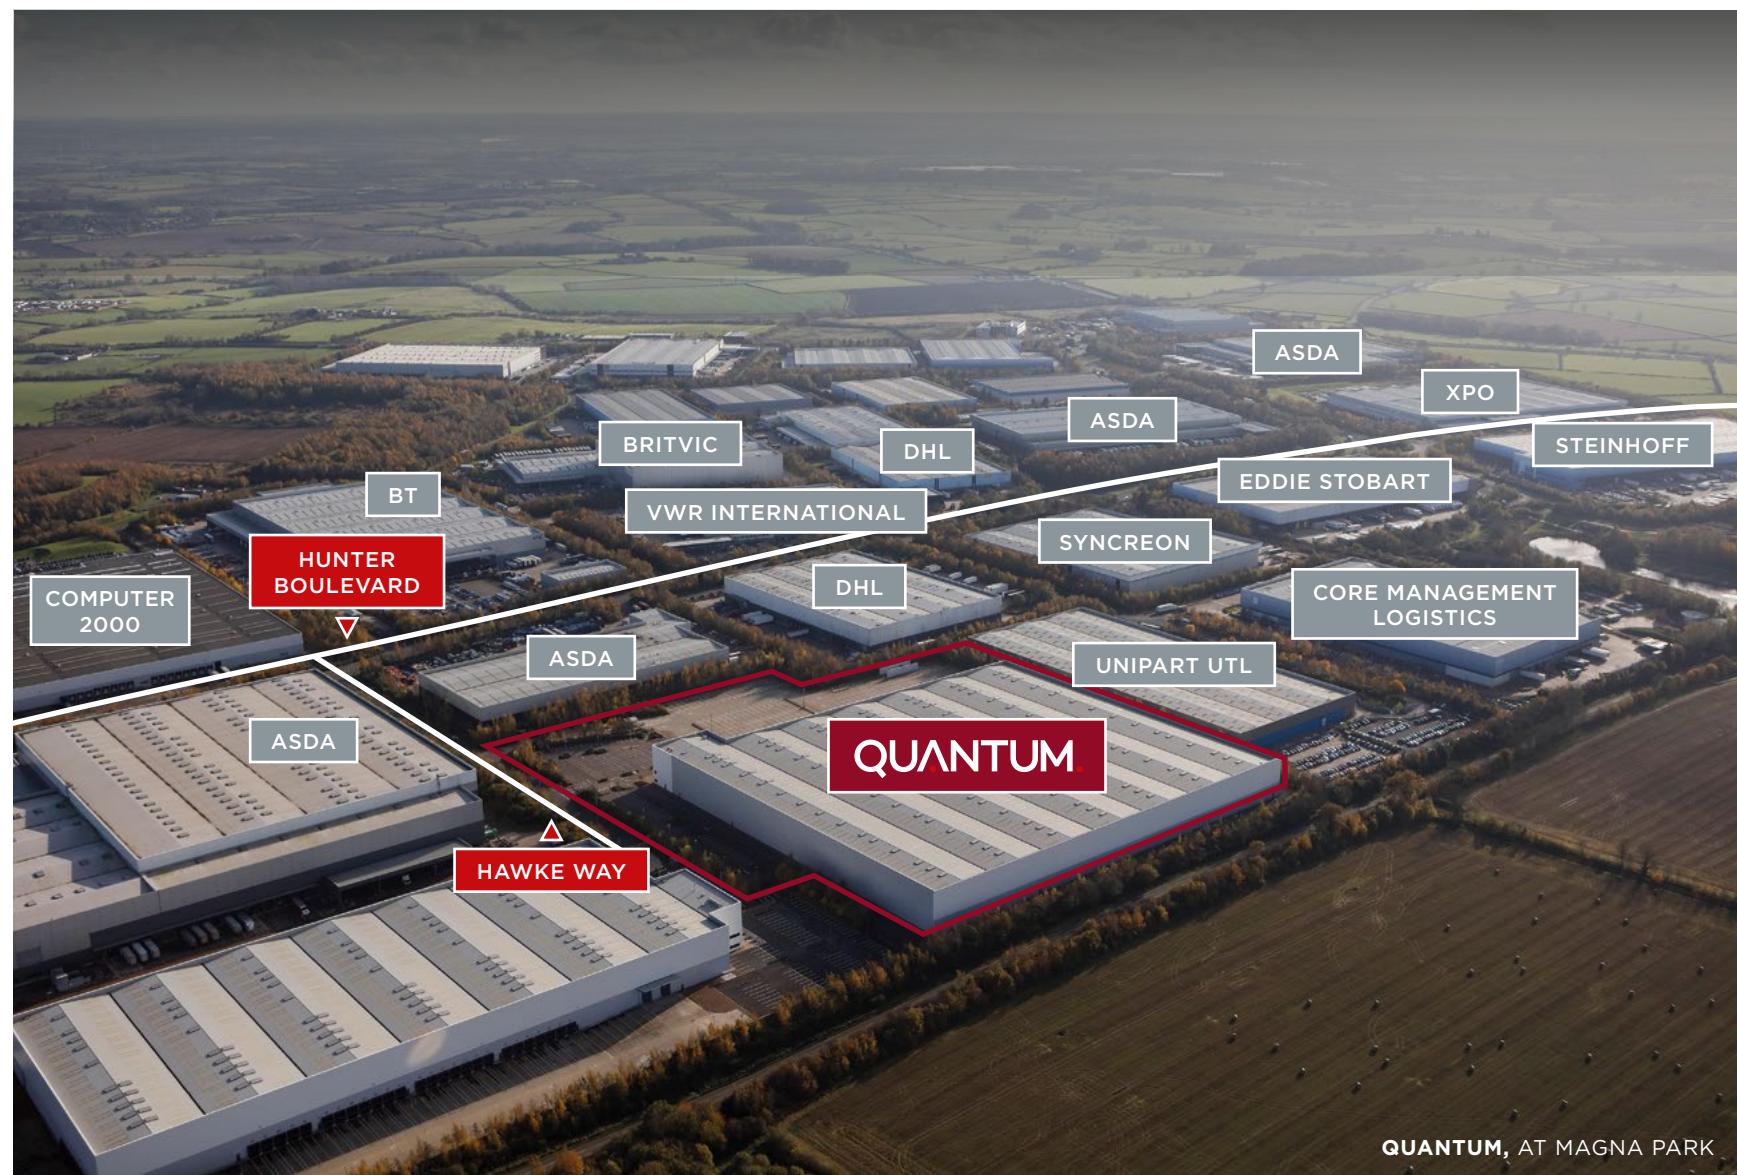 ASDA
XPO
ASDA
STEINHOFF
BRITVIC
DHL
EDDIE STOBART
BT
VWR INTERNATIONAL
SYNCREON
HUNTER
BOULEVARD
COMPUTER
2000
DHL
CORE MANAGEMENT
LOGISTICS
ASDA
UNIPART UTL
ASDA
QUANTUM.
HAWKE WAY
QUANTUM, AT MAGNA PARK